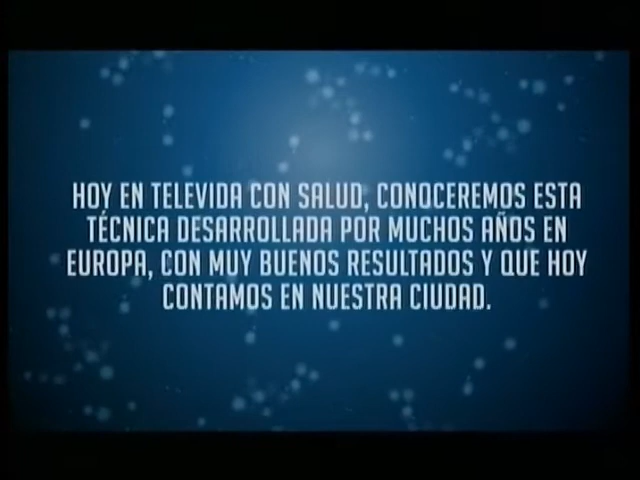 HOY EN TELEVIDA CON SALUD, CONOCEREMOS ESTA
TÉCNICA DESARROLLADA POR MUCHOS AÑOS EN
EUROPA, CON MUY BUENOS RESULTADOS Y QUE HOY
CONTAMOS EN NUESTRA CIUDAD.